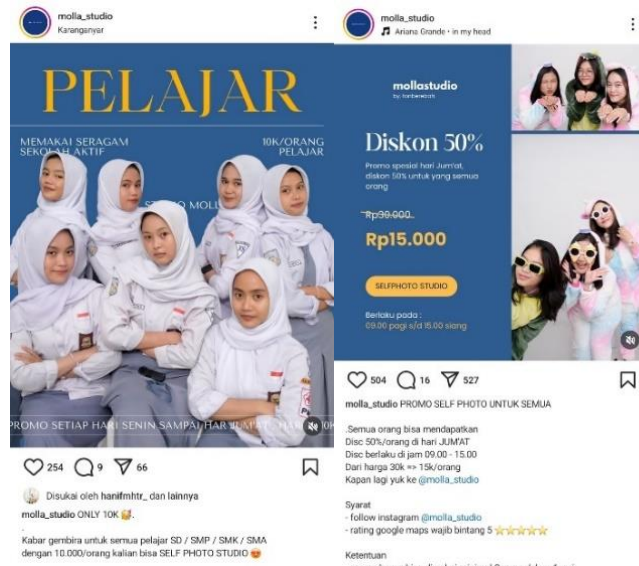 molla_studio
Karanganyar
PELAJAR
MEMAKAI SERAGAM
SEKOLAH AKTIF
10K/ORANG
PELAJAR
PROMO SETIAP HARI SENIN SAMPAI HARI JUM'AT
254 9 66
Disukai oleh hanifmhtr_ dan lainnya
molla_studio ONLY 10K 🥳.
.
Kabar gembira untuk semua pelajar SD / SMP / SMK / SMA
dengan 10.000/orang kalian bisa SELF PHOTO STUDIO 😍
molla_studio
Ariana Grande • in my head
mollastudio
Diskon 50%
Promo spesial hari Jum'at,
diskon 50% untuk yang semua
orang
Rp15.000
SELFPHOTO STUDIO
Berlaku pada :
09.00 pagi s/d 15.00 siang
504 16 527
molla_studio PROMO SELF PHOTO UNTUK SEMUA
.Semua orang bisa mendapatkan
Disc 50%/orang di hari JUM'AT
Disc berlaku di jam 09.00 - 15.00
Dari harga 30k => 15k/orang
Kapan lagi yuk ke @molla_studio
Syarat
- follow instagram @molla_studio
- rating google maps wajib bintang 5 ⭐⭐⭐⭐⭐
Ketentuan